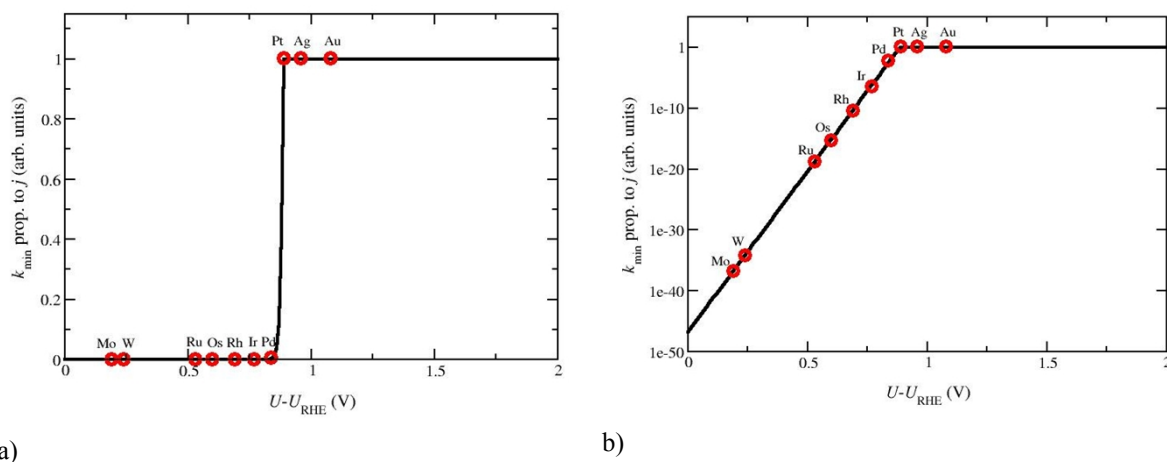 Pt Ag Au
1
0.8
0.6
0.4
0.2
0
Mo W Ru Os Rh Ir Pd
0 0.5 1 1.5 2
k_min prop. to j (arb. units)
U-U_RHE (V)
a)
1
1e-10
1e-20
1e-30
1e-40
1e-50
Pt Ag Au
Pd
Ir
Rh
Os
Ru
W
Mo
0 0.5 1 1.5 2
k_min prop. to j (arb. units)
U-U_RHE (V)
b)